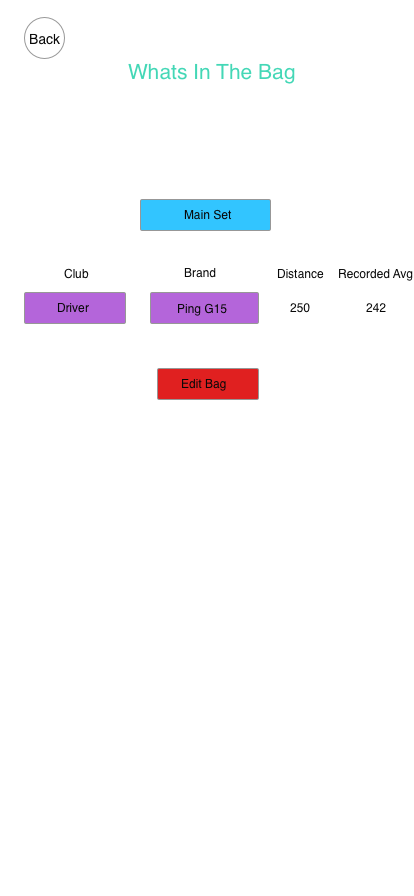 Back
Whats In The Bag
Main Set
Club Brand Distance Recorded Avg
Driver Ping G15 250 242
Edit Bag